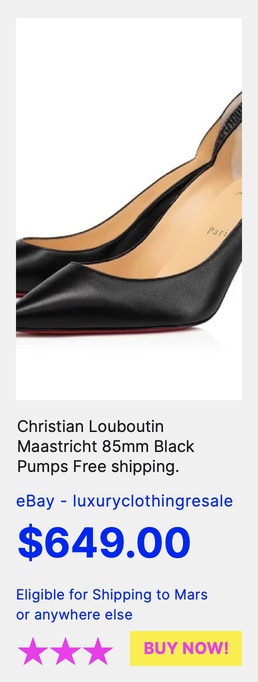 Pari
Christian Louboutin
Maastricht 85mm Black
Pumps Free shipping.
eBay - luxuryclothingresale
$649.00
Eligible for Shipping to Mars
or anywhere else
BUY NOW!